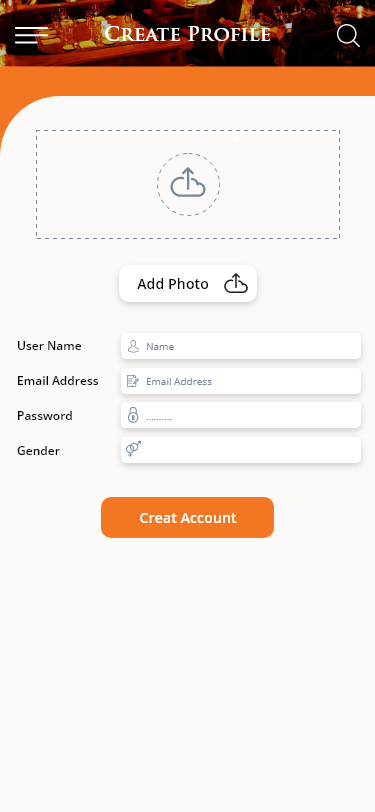 Create Profile
Add Photo
User Name
Name
Email Address
Email Address
Password
..........
Gender
Creat Account